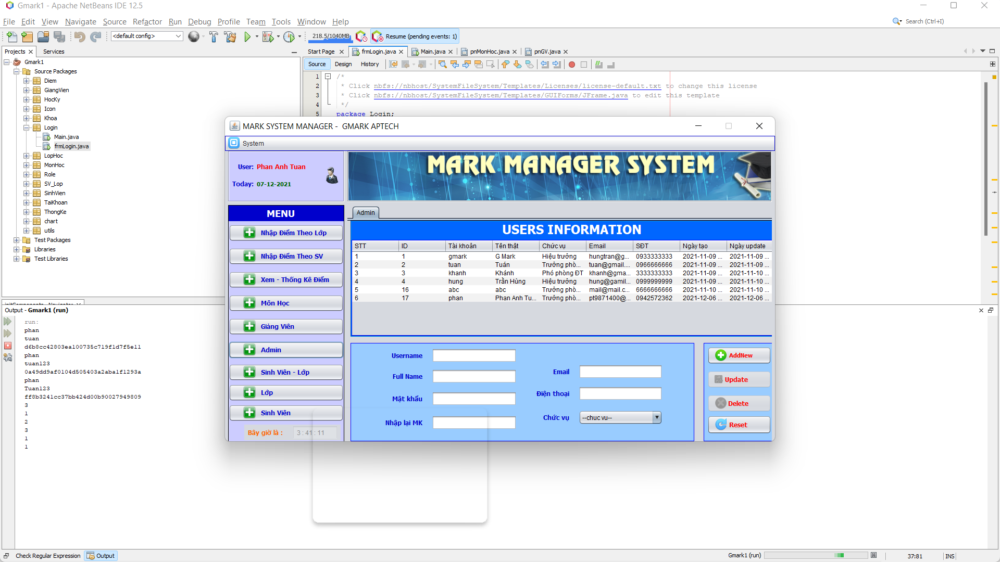 Gmark1 - Apache NetBeans IDE 12.5
File Edit View Navigate Source Refactor Run Debug Profile Team Tools Window Help
Search (Ctrl+I)
<default config>
218.5/1040MB
Resume (pending events: 1)
Projects Services
Gmark1
Source Packages
Diem
GiangVien
HocKy
Icon
Khoa
Login
Main.java
frmLogin.java
LopHoc
MonHoc
Role
SV_Lop
SinhVien
TaiKhoan
ThongKe
chart
utils
Test Packages
Libraries
Test Libraries
Start Page frmLogin.java Main.java pnMonHoc.java pnGV.java
Source Design History
1 /*
2 * Click nbfs://nbhost/SystemFileSystem/Templates/Licenses/license-default.txt to change this license
3 * Click nbfs://nbhost/SystemFileSystem/Templates/GUIForms/JFrame.java to edit this template
4 */
5 package Login;
MARK SYSTEM MANAGER - GMARK APTECH
System
User: Phan Anh Tuan
Today: 07-12-2021
MARK MANAGER SYSTEM
MENU
Nhập Điểm Theo Lớp
Nhập Điểm Theo SV
Xem - Thống Kê Điểm
Môn Học
Giảng Viên
Admin
Sinh Viên - Lớp
Lớp
Sinh Viên
Bây giờ là : 3 : 41 : 11
Admin
USERS INFORMATION
STT ID Tài khoản Tên thật Chức vụ Email SĐT Ngày tạo Ngày update
1 1 gmark G Mark Hiệu trưởng hungtran@g... 0933333333 2021-11-09 ... 2021-11-09 ...
2 2 tuan Tuán Trưởng phò... tuan@gmail.... 0966666666 2021-11-09 ... 2021-11-09 ...
3 3 khanh Khánh Phó phòng ĐT khanh@gma... 3333333333 2021-11-09 ... 2021-11-10 ...
4 4 hung Trần Hùng Hiệu trưởng hung@gamil... 0999999999 2021-11-09 ... 2021-11-10 ...
5 16 abc abc Trưởng phò... mail@mail.c... 6666666666 2021-11-10 ... 2021-11-10 ...
6 17 phan Phan Anh Tu... Trưởng phò... pt9871400@... 0942572362 2021-12-06 ... 2021-12-06 ...
Username
Full Name
Mật khẩu
Nhập lại MK
Email
Điện thoại
Chức vụ --chuc vu--
AddNew
Update
Delete
Reset
initComponents - Navigator
Output - Gmark1 (run)
run:
phan
tuan
d6b8cc42803ea100735c719f1d7f5e11
phan
tuan123
0a49dd9af0104d505403a2aba1f1293a
phan
Tuan123
ff8b3241cc37bb424d00b90027949809
3
1
2
3
1
1
Check Regular Expression Output
Gmark1 (run) 37:81 INS